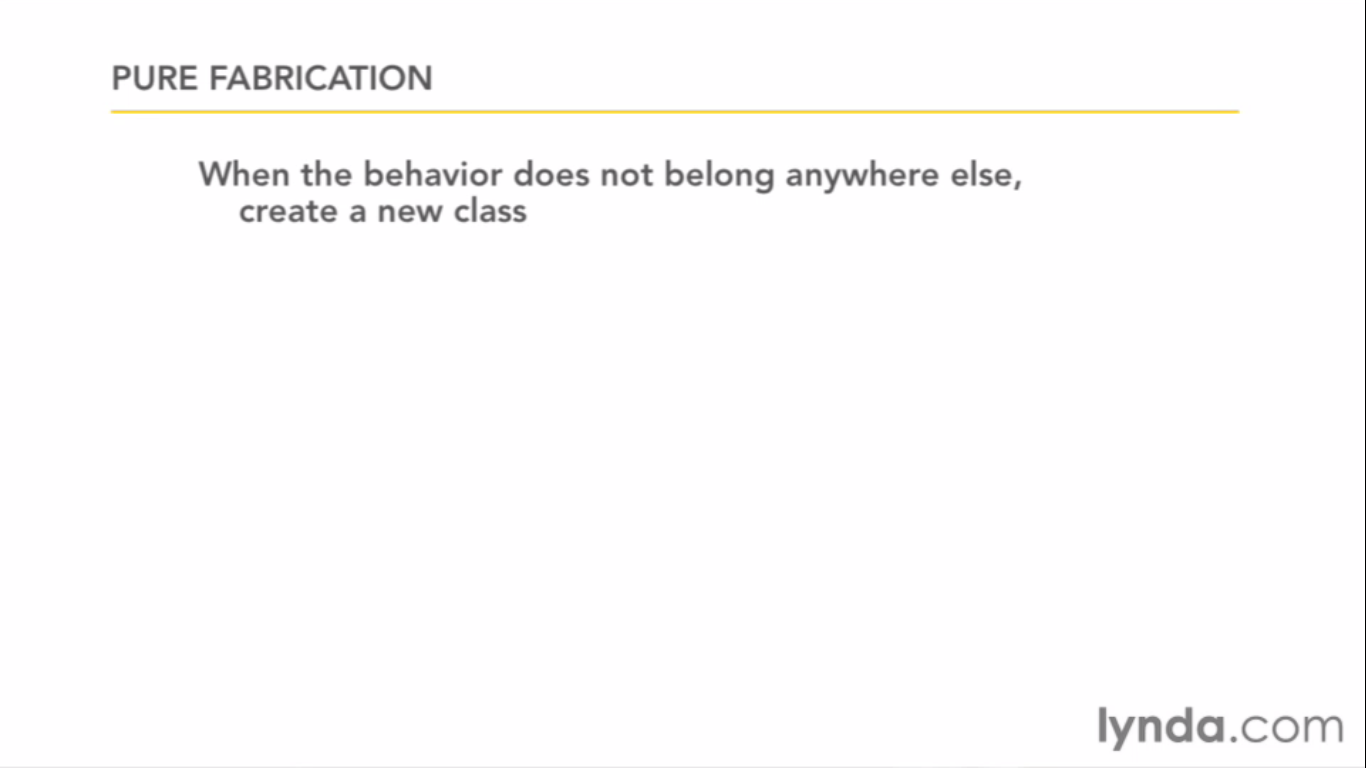 PURE FABRICATION
When the behavior does not belong anywhere else,
create a new class
lynda.com